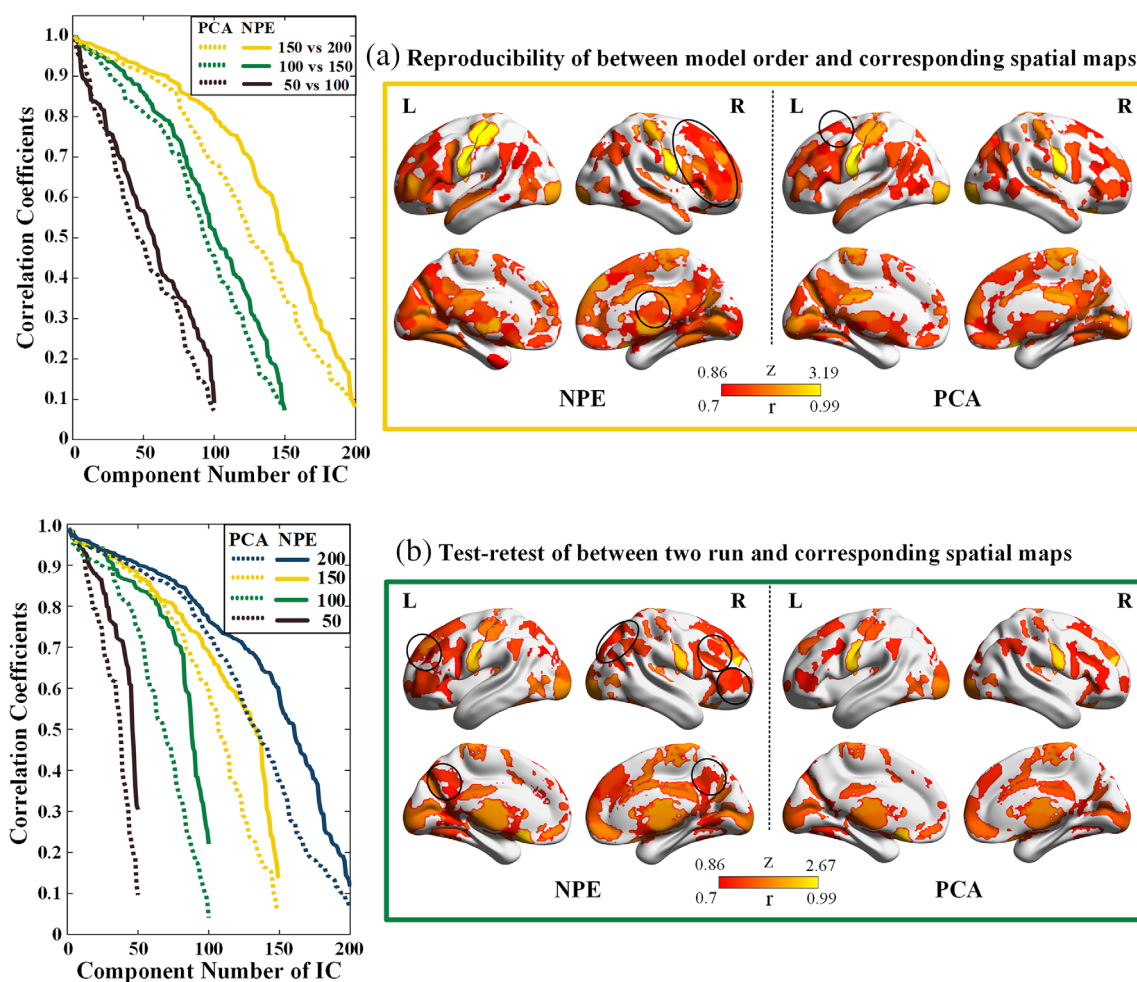 PCA NPE
150 vs 200
100 vs 150
50 vs 100
1.0
0.9
0.8
0.7
0.6
0.5
0.4
0.3
0.2
0.1
0
Correlation Coefficients
0 50 100 150 200
Component Number of IC
(a) Reproducibility of between model order and corresponding spatial maps
L R L R
0.86 z 3.19
0.7 r 0.99
NPE PCA
PCA NPE
200
150
100
50
1.0
0.9
0.8
0.7
0.6
0.5
0.4
0.3
0.2
0.1
0
Correlation Coefficients
0 50 100 150 200
Component Number of IC
(b) Test-retest of between two run and corresponding spatial maps
L R L R
0.86 z 2.67
0.7 r 0.99
NPE PCA